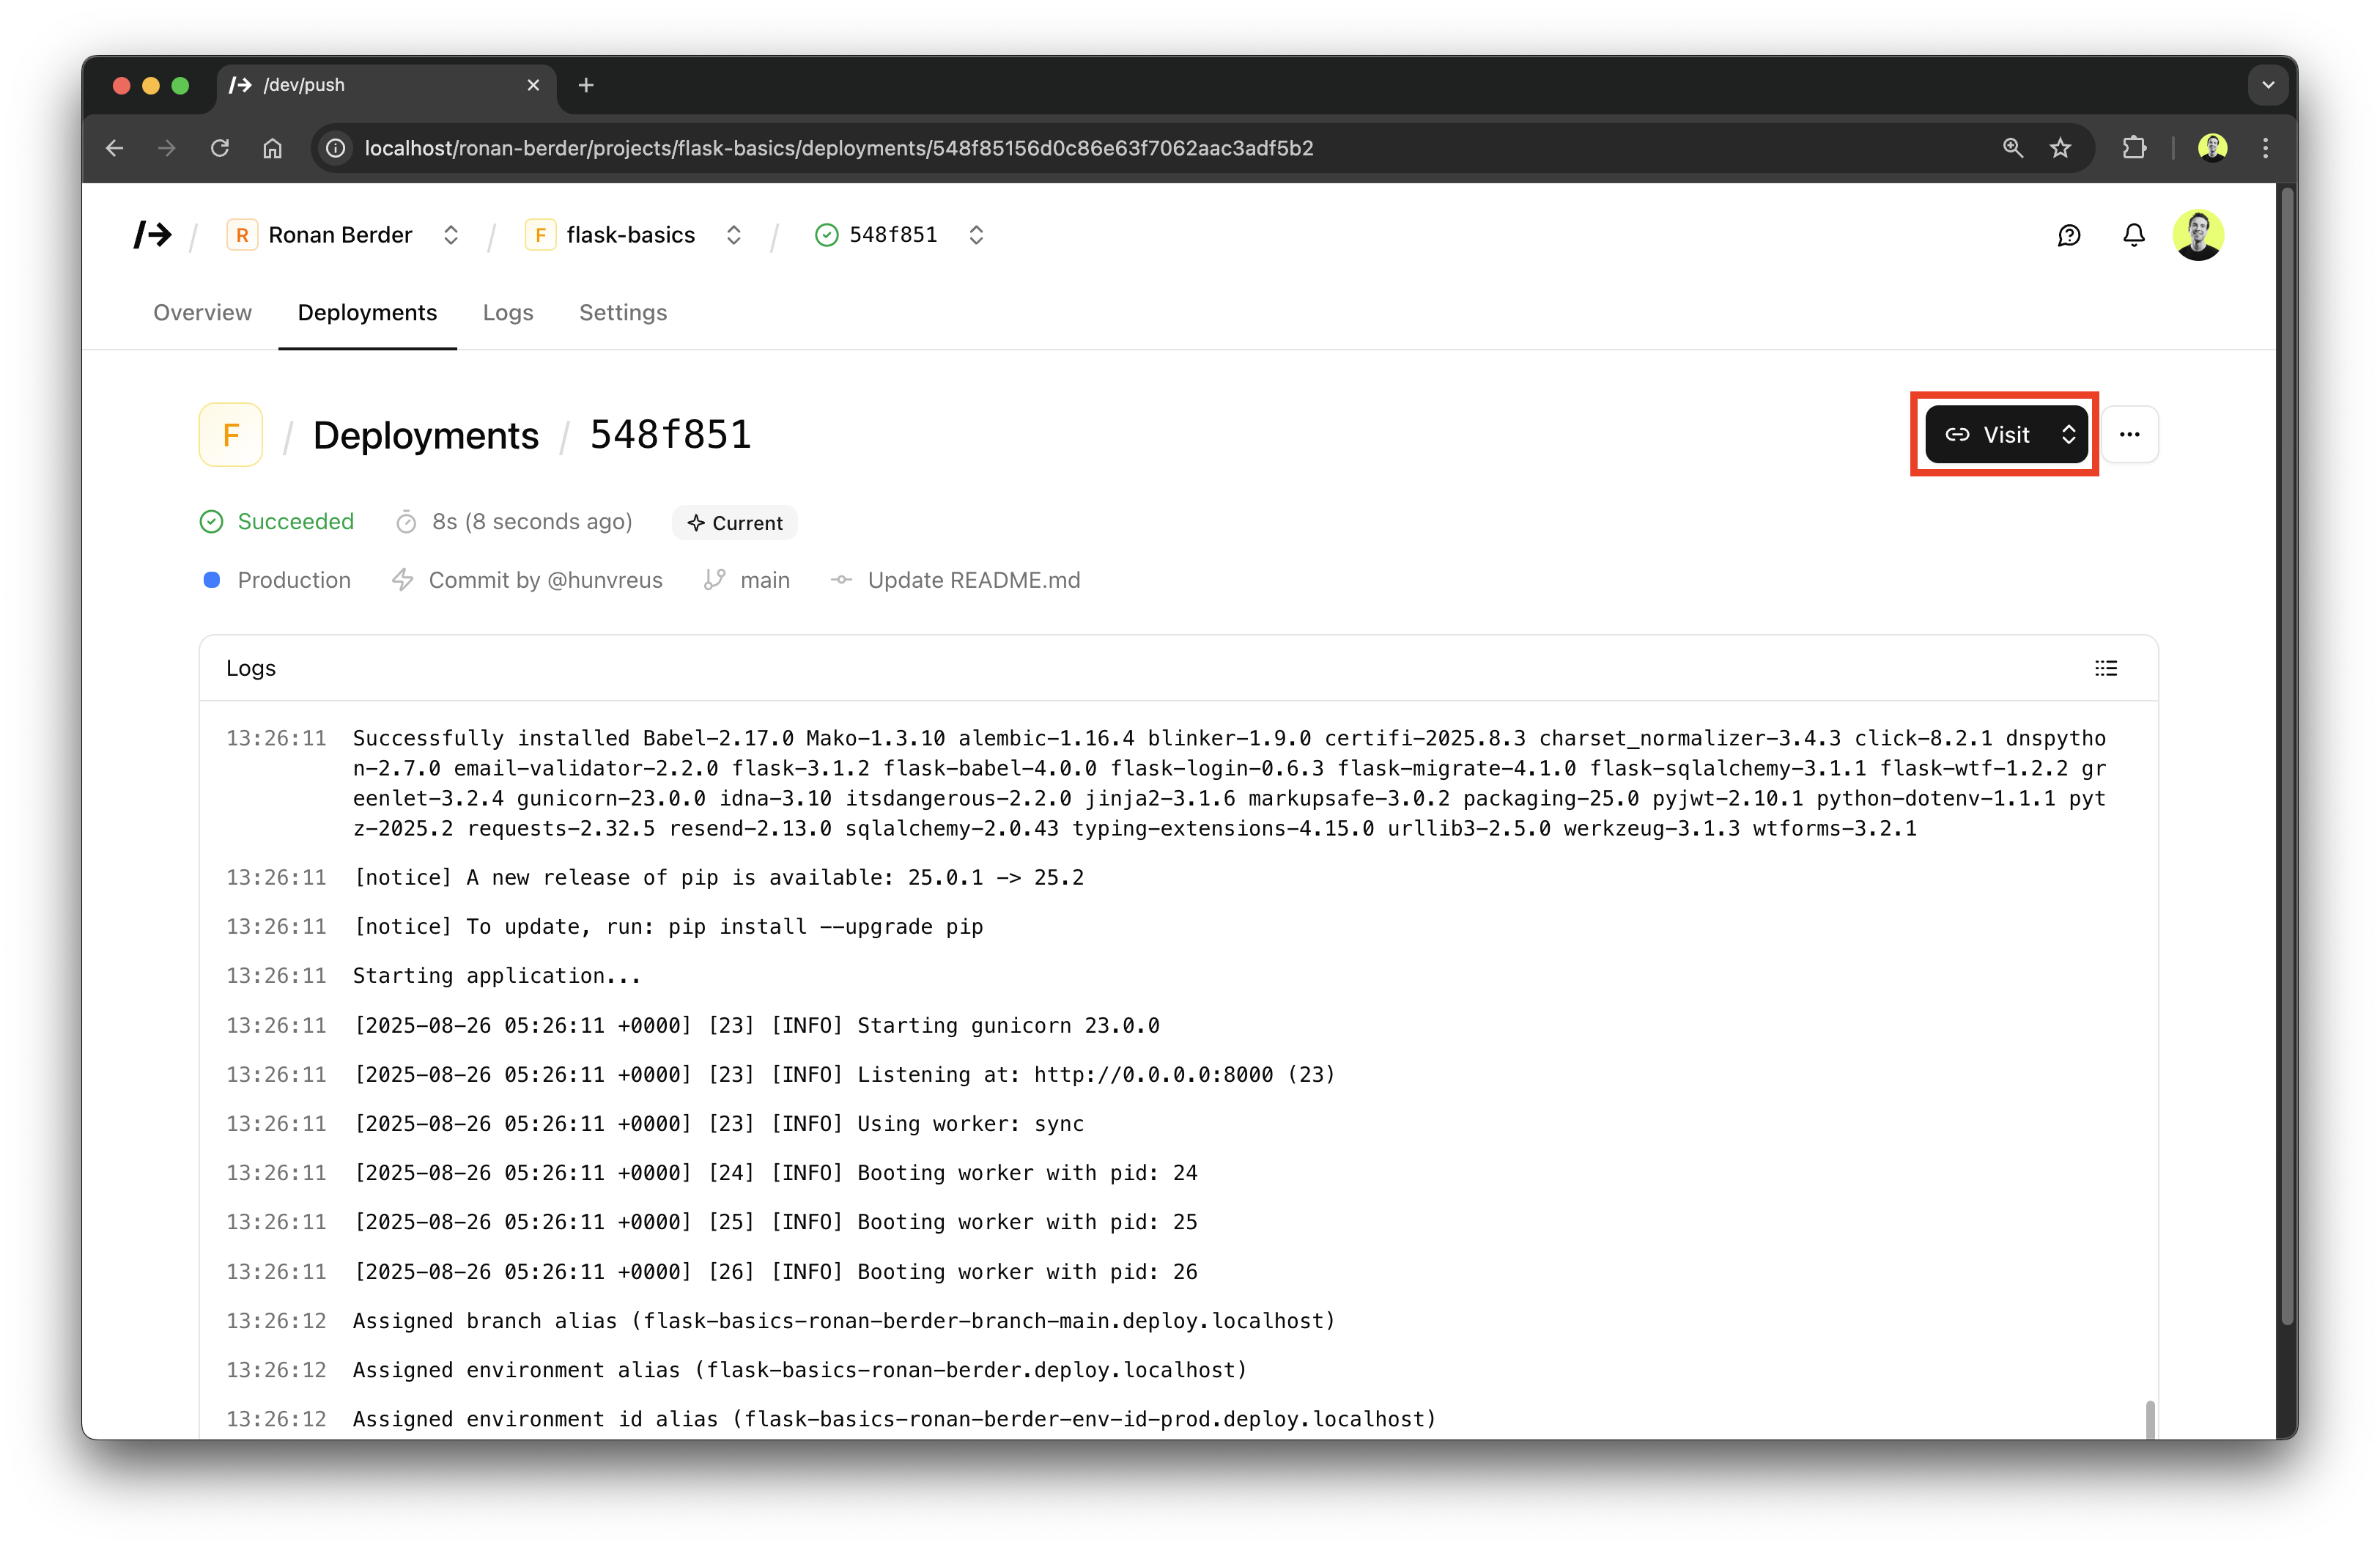 /dev/push
localhost/ronan-berder/projects/flask-basics/deployments/548f85156d0c86e63f7062aac3adf5b2
R Ronan Berder / F flask-basics / 548f851
Overview Deployments Logs Settings
F / Deployments / 548f851
Visit
Succeeded 8s (8 seconds ago) Current
Production Commit by @hunvreus main Update README.md
Logs
13:26:11 Successfully installed Babel-2.17.0 Mako-1.3.10 alembic-1.16.4 blinker-1.9.0 certifi-2025.8.3 charset_normalizer-3.4.3 click-8.2.1 dnspytho
n-2.7.0 email-validator-2.2.0 flask-3.1.2 flask-babel-4.0.0 flask-login-0.6.3 flask-migrate-4.1.0 flask-sqlalchemy-3.1.1 flask-wtf-1.2.2 gr
eenlet-3.2.4 gunicorn-23.0.0 idna-3.10 itsdangerous-2.2.0 jinja2-3.1.6 markupsafe-3.0.2 packaging-25.0 pyjwt-2.10.1 python-dotenv-1.1.1 pyt
z-2025.2 requests-2.32.5 resend-2.13.0 sqlalchemy-2.0.43 typing-extensions-4.15.0 urllib3-2.5.0 werkzeug-3.1.3 wtforms-3.2.1
13:26:11 [notice] A new release of pip is available: 25.0.1 -> 25.2
13:26:11 [notice] To update, run: pip install --upgrade pip
13:26:11 Starting application...
13:26:11 [2025-08-26 05:26:11 +0000] [23] [INFO] Starting gunicorn 23.0.0
13:26:11 [2025-08-26 05:26:11 +0000] [23] [INFO] Listening at: http://0.0.0.0:8000 (23)
13:26:11 [2025-08-26 05:26:11 +0000] [23] [INFO] Using worker: sync
13:26:11 [2025-08-26 05:26:11 +0000] [24] [INFO] Booting worker with pid: 24
13:26:11 [2025-08-26 05:26:11 +0000] [25] [INFO] Booting worker with pid: 25
13:26:11 [2025-08-26 05:26:11 +0000] [26] [INFO] Booting worker with pid: 26
13:26:12 Assigned branch alias (flask-basics-ronan-berder-branch-main.deploy.localhost)
13:26:12 Assigned environment alias (flask-basics-ronan-berder.deploy.localhost)
13:26:12 Assigned environment id alias (flask-basics-ronan-berder-env-id-prod.deploy.localhost)